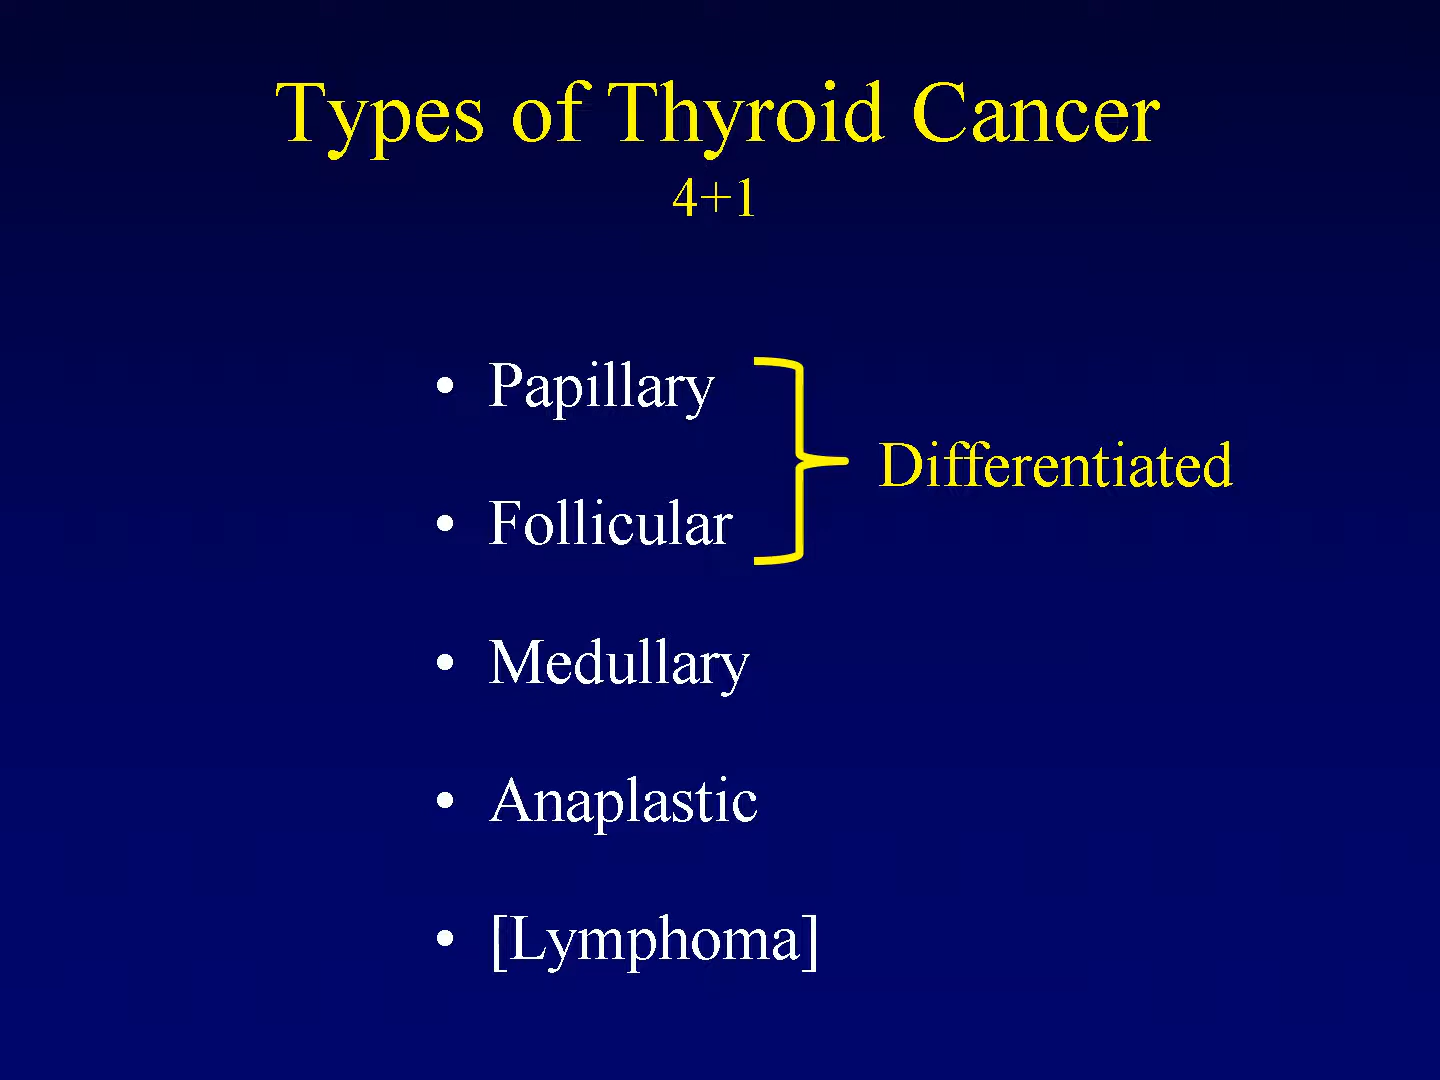 Types of Thyroid Cancer
4+1
• Papillary
• Follicular
Differentiated
• Medullary
• Anaplastic
• [Lymphoma]